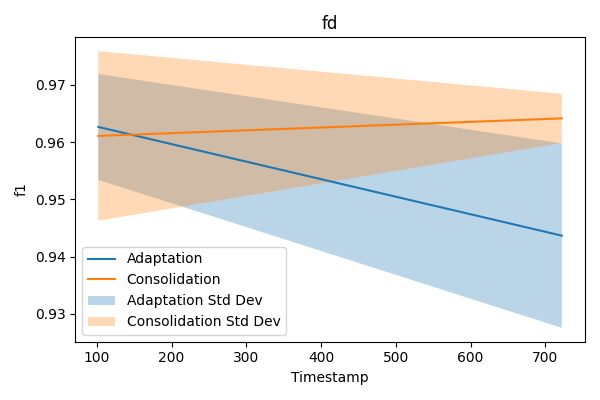 fd
f1
0.97
0.96
0.95
0.94
0.93
Adaptation
Consolidation
Adaptation Std Dev
Consolidation Std Dev
100 200 300 400 500 600 700
Timestamp